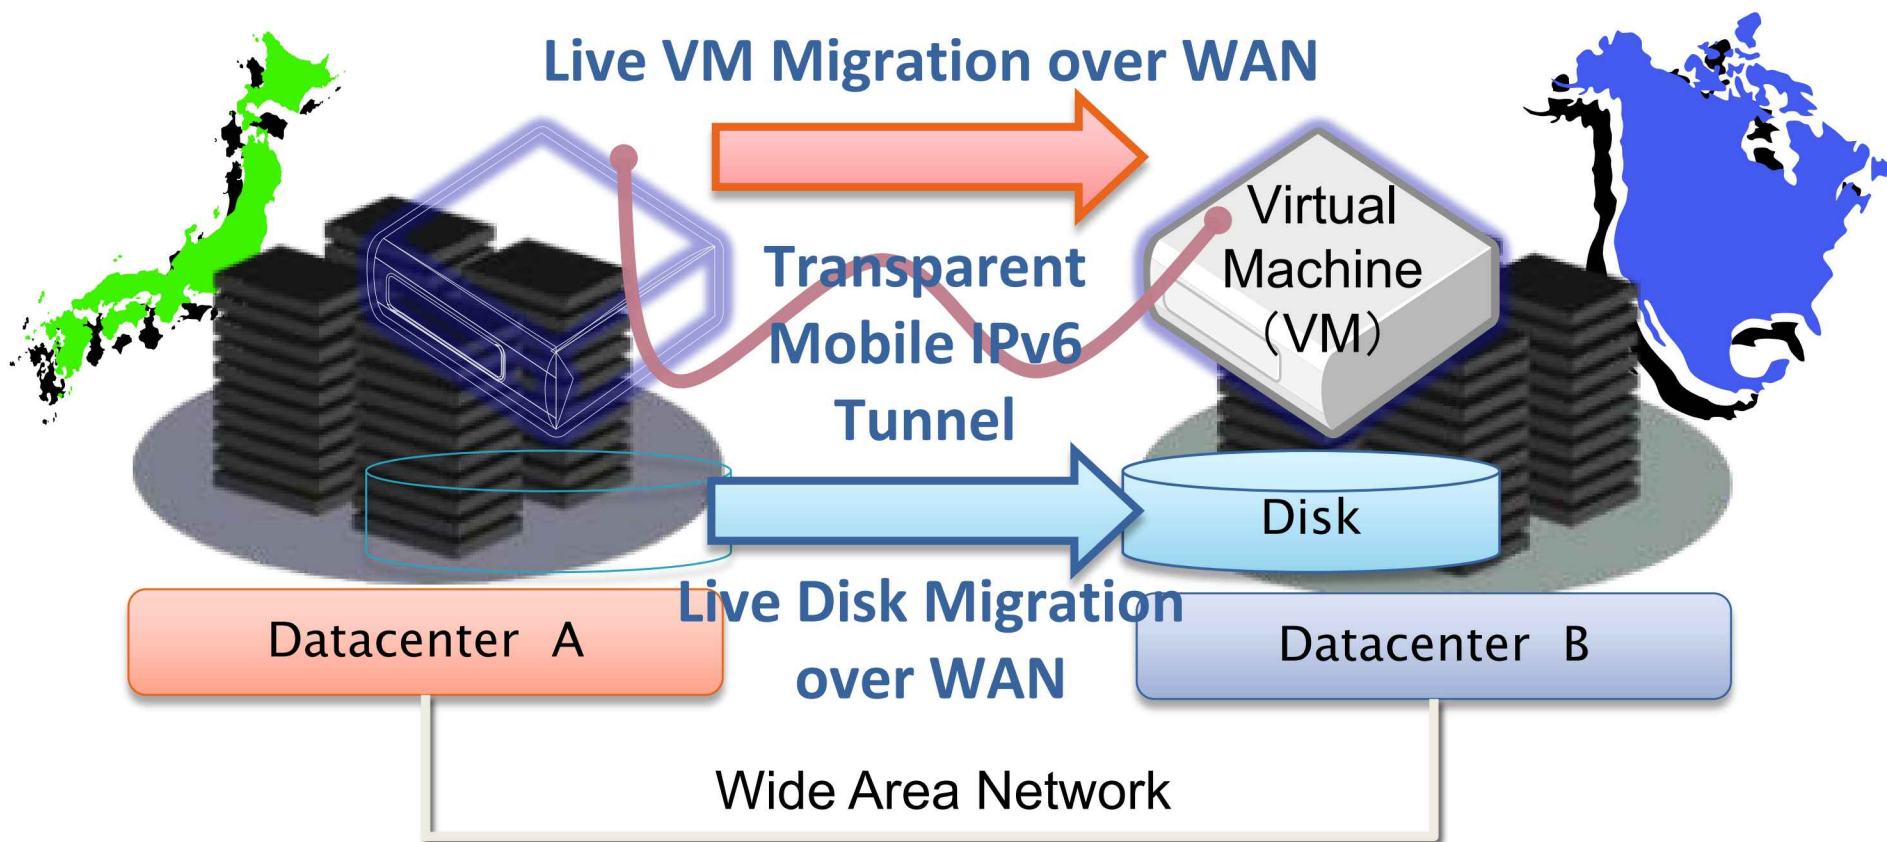 Live VM Migration over WAN
Virtual
Machine
（VM）
Transparent
Mobile IPv6
Tunnel
Disk
Live Disk Migration
over WAN
Datacenter A
Datacenter B
Wide Area Network